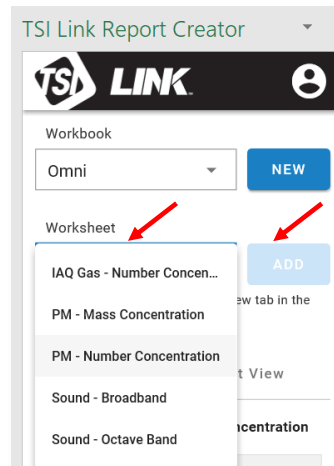 TSI Link Report Creator
TSI LINK
Workbook
Omni NEW
Worksheet
ADD
IAQ Gas - Number Concen...
ew tab in the
PM - Mass Concentration
PM - Number Concentration
t View
Sound - Broadband
ncentration
Sound - Octave Band